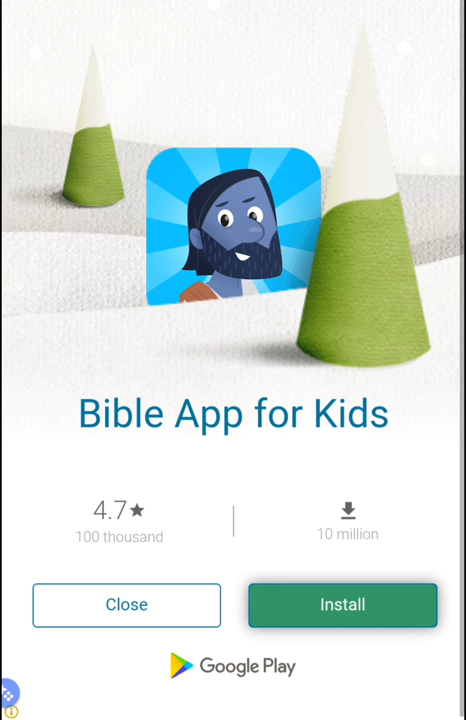 Bible App for Kids
4.7★
100 thousand
10 million
Close
Install
Google Play